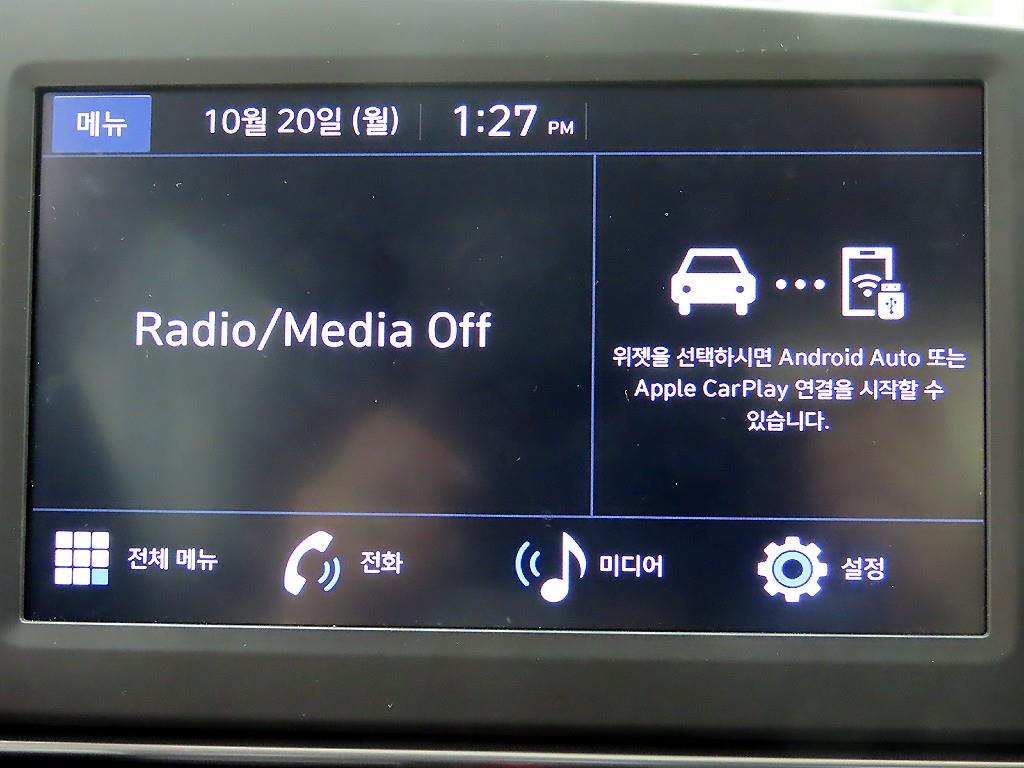 메뉴 10월 20일 (월) 1:27 PM
Radio/Media Off
위젯을 선택하시면 Android Auto 또는
Apple CarPlay 연결을 시작할 수
있습니다.
전체 메뉴 전화 미디어 설정